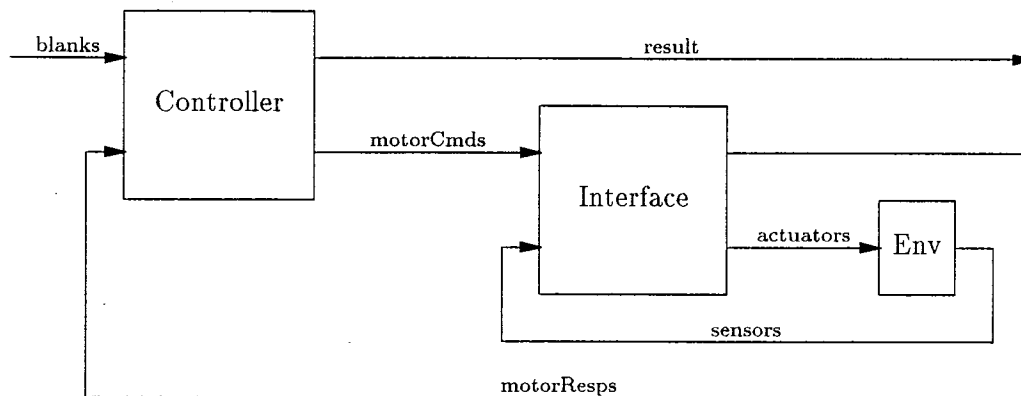 blanks
result
Controller
motorCmds
Interface
actuators
Env
sensors
motorResps